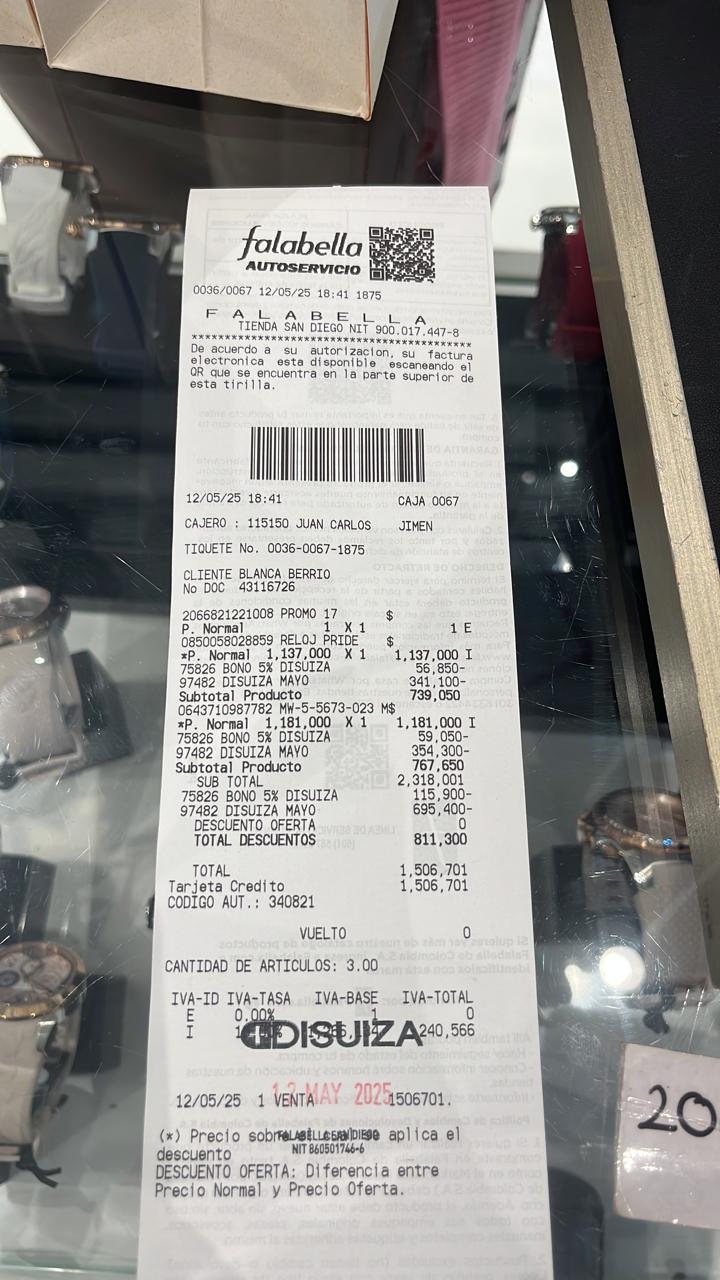 falabella
AUTOSERVICIO
0036/0067 12/05/25 18:41 1875
F A L A B E L L A
TIENDA SAN DIEGO NIT 900.017.447-8
******************************************
De acuerdo a su autorizacion, su factura
electronica esta disponible escaneando el
QR que se encuentra en la parte superior de
esta tirilla.
12/05/25 18:41 CAJA 0067
CAJERO : 115150 JUAN CARLOS JIMEN
TIQUETE No. 0036-0067-1875
CLIENTE BLANCA BERRIO
No DOC 43116726
2066821221008 PROMO 17 $
P. Normal 1 X 1 1 E
0850058028859 RELOJ PRIDE $
*P. Normal 1,137,000 X 1 1,137,000 I
75826 BONO 5% DISUIZA 56,850-
97482 DISUIZA MAYO 341,100-
Subtotal Producto 739,050
0643710987782 MW-5-5673-023 M$
*P. Normal 1,181,000 X 1 1,181,000 I
75826 BONO 5% DISUIZA 59,050-
97482 DISUIZA MAYO 354,300-
Subtotal Producto 767,650
SUB TOTAL 2,318,001
75826 BONO 5% DISUIZA 115,900-
97482 DISUIZA MAYO 695,400-
DESCUENTO OFERTA 0
TOTAL DESCUENTOS 811,300
TOTAL 1,506,701
Tarjeta Credito 1,506,701
CODIGO AUT.: 340821
VUELTO 0
CANTIDAD DE ARTICULOS: 3.00
IVA-ID IVA-TASA IVA-BASE IVA-TOTAL
E 0.00% 1 0
I 240,566
DISUIZA
12 MAY 2025
12/05/25 1 VENTA 1506701.
(*) Precio sobre aplica el
FALABELLA SAN DIEGO
descuento
NIT 860501746-6
DESCUENTO OFERTA: Diferencia entre
Precio Normal y Precio Oferta.
20